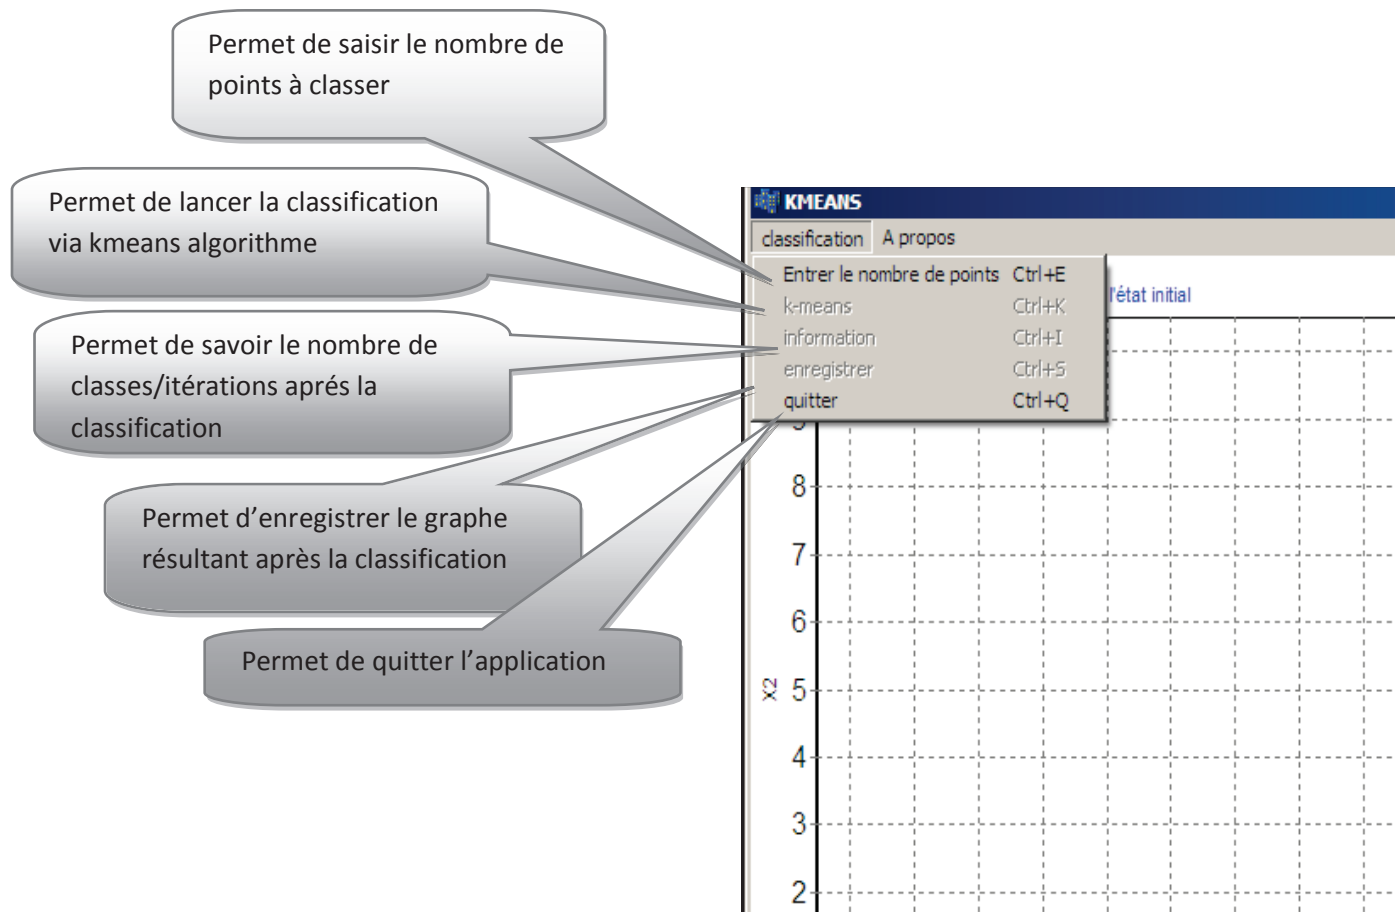 Permet de saisir le nombre de
points à classer
Permet de lancer la classification
via kmeans algorithme
Permet de savoir le nombre de
classes/itérations aprés la
classification
Permet d’enregistrer le graphe
résultant après la classification
Permet de quitter l’application
KMEANS
classification A propos
Entrer le nombre de points Ctrl+E
k-means Ctrl+K
information Ctrl+I
enregistrer Ctrl+S
quitter Ctrl+Q
l'état initial
9
8
7
6
X2 5
4
3
2